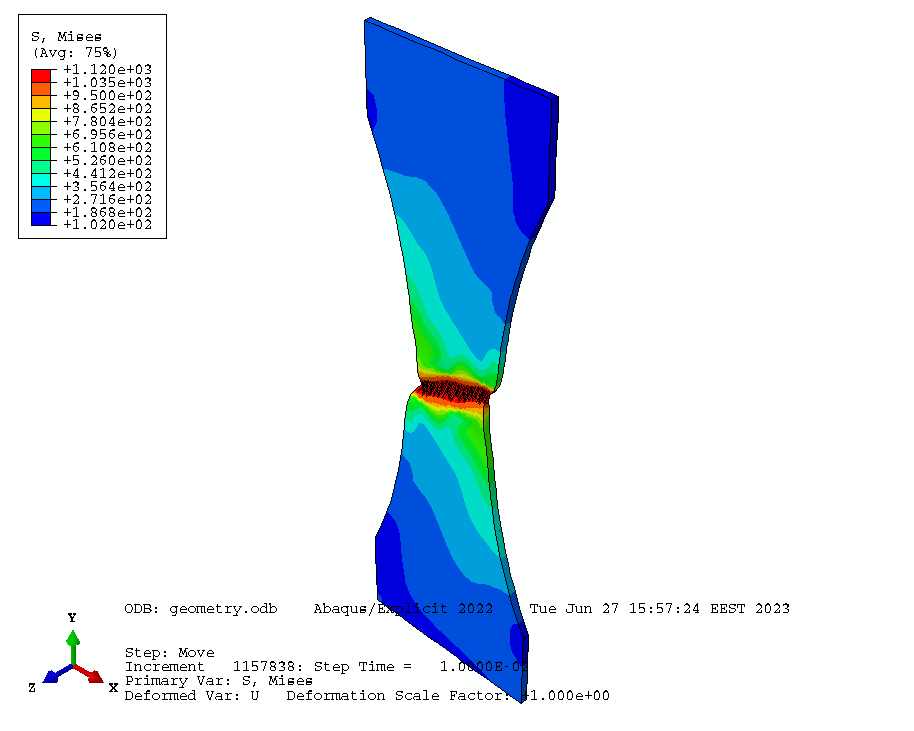 S, Mises
(Avg: 75%)
+1.120e+03
+1.035e+03
+9.500e+02
+8.652e+02
+7.804e+02
+6.956e+02
+6.108e+02
+5.260e+02
+4.412e+02
+3.564e+02
+2.716e+02
+1.868e+02
+1.020e+02
ODB: geometry.odb    Abaqus/Explicit 2022    Tue Jun 27 15:57:24 EEST 2023
Y
Z
X
Step: Move
Increment   1157838: Step Time =    1.0000E-02
Primary Var: S, Mises
Deformed Var: U   Deformation Scale Factor: +1.000e+00